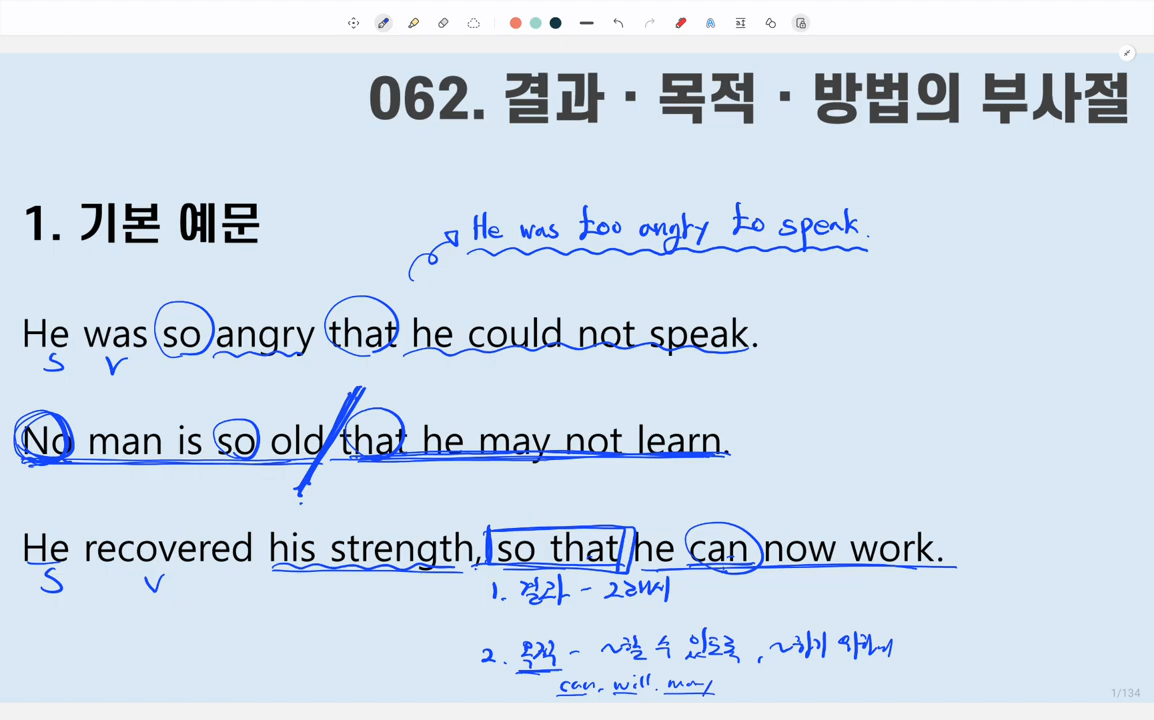 062. 결과 · 목적 · 방법의 부사절
1. 기본 예문
He was too angry to speak.
He was so angry that he could not speak.
S V
No man is so old that he may not learn.
He recovered his strength, so that he can now work.
S V
1. 결과 - 그래서
2. 목적 - ~할 수 있도록, ~하기 위하여
can, will, may
1/134